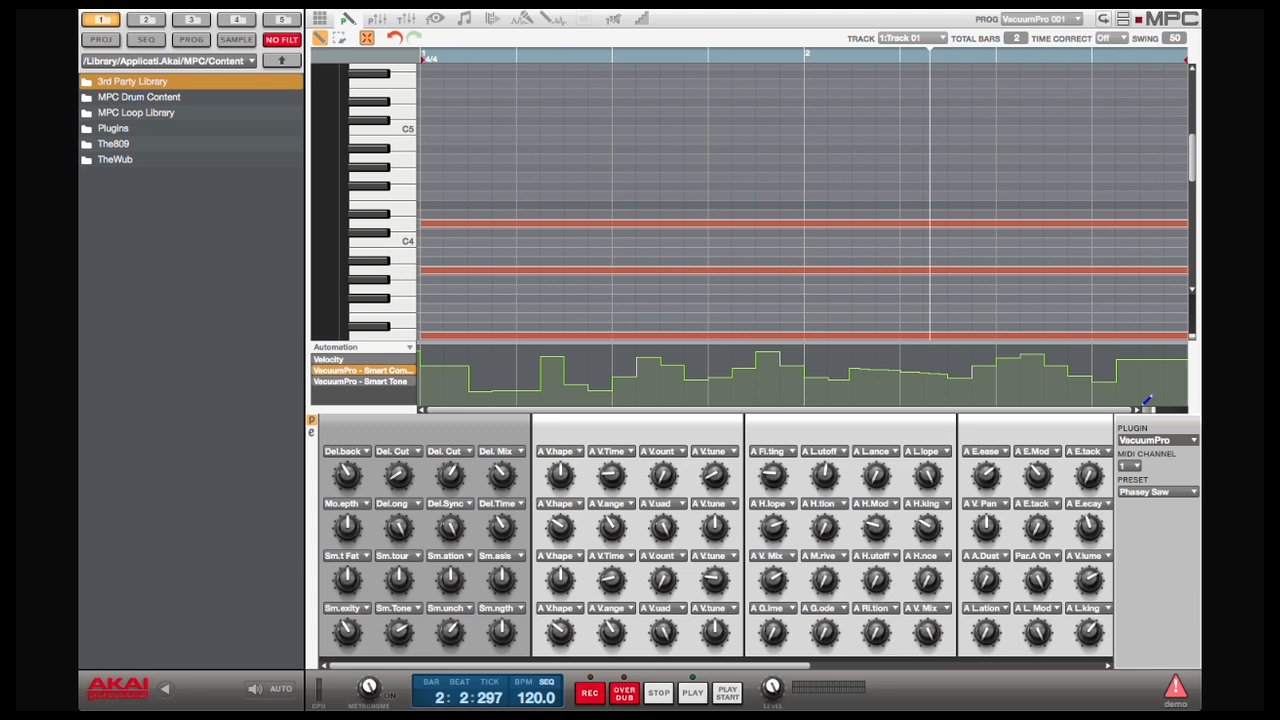 1 2 3 4 5
PROG VacuumPro 001 MPC
PROJ SEQ PROG SAMPLE NO FILT
TRACK 1:Track 01 TOTAL BARS 2 TIME CORRECT Off SWING 50
/Library/Applicati.Akai/MPC/Content
1 2
4/4
3rd Party Library
MPC Drum Content
MPC Loop Library
Plugins
The809
TheWub
C5
C4
Automation
Velocity
VacuumPro - Smart Com...
VacuumPro - Smart Tone
p
e
Del.back Del. Cut Del. Cut Del. Mix A V.hape A V.Time A V.ount A V.tune A Fi.ting A L.utoff A L.ance A L.lope A E.ease A E.Mod A E.tack
Mo.epth Del.ong Del.Sync Del.Time A V.hape A V.ange A V.uad A V.tune A H.lope A H.tion A H.Mod A H.king A V. Pan A E.tack A E.ecay
Sm.t Fat Sm.tour Sm.ation Sm.asis A V.hape A V.Time A V.ount A V.tune A V. Mix A M.rive A H.utoff A H.nce A A.Dust Par.A On A V.lume
Sm.exity Sm.Tone Sm.unch Sm.ngth A V.hape A V.ange A V.uad A V.tune A G.ime A G.ode A Ri.tion A V. Mix A L.ation A L. Mod A L.king
PLUGIN
VacuumPro
MIDI CHANNEL
1
PRESET
Phasey Saw
AKAI
professional
AUTO
CPU
METRONOME
ON
BAR BEAT TICK BPM SEQ
2: 2:297 120.0
REC OVER DUB STOP PLAY PLAY START
LEVEL
demo